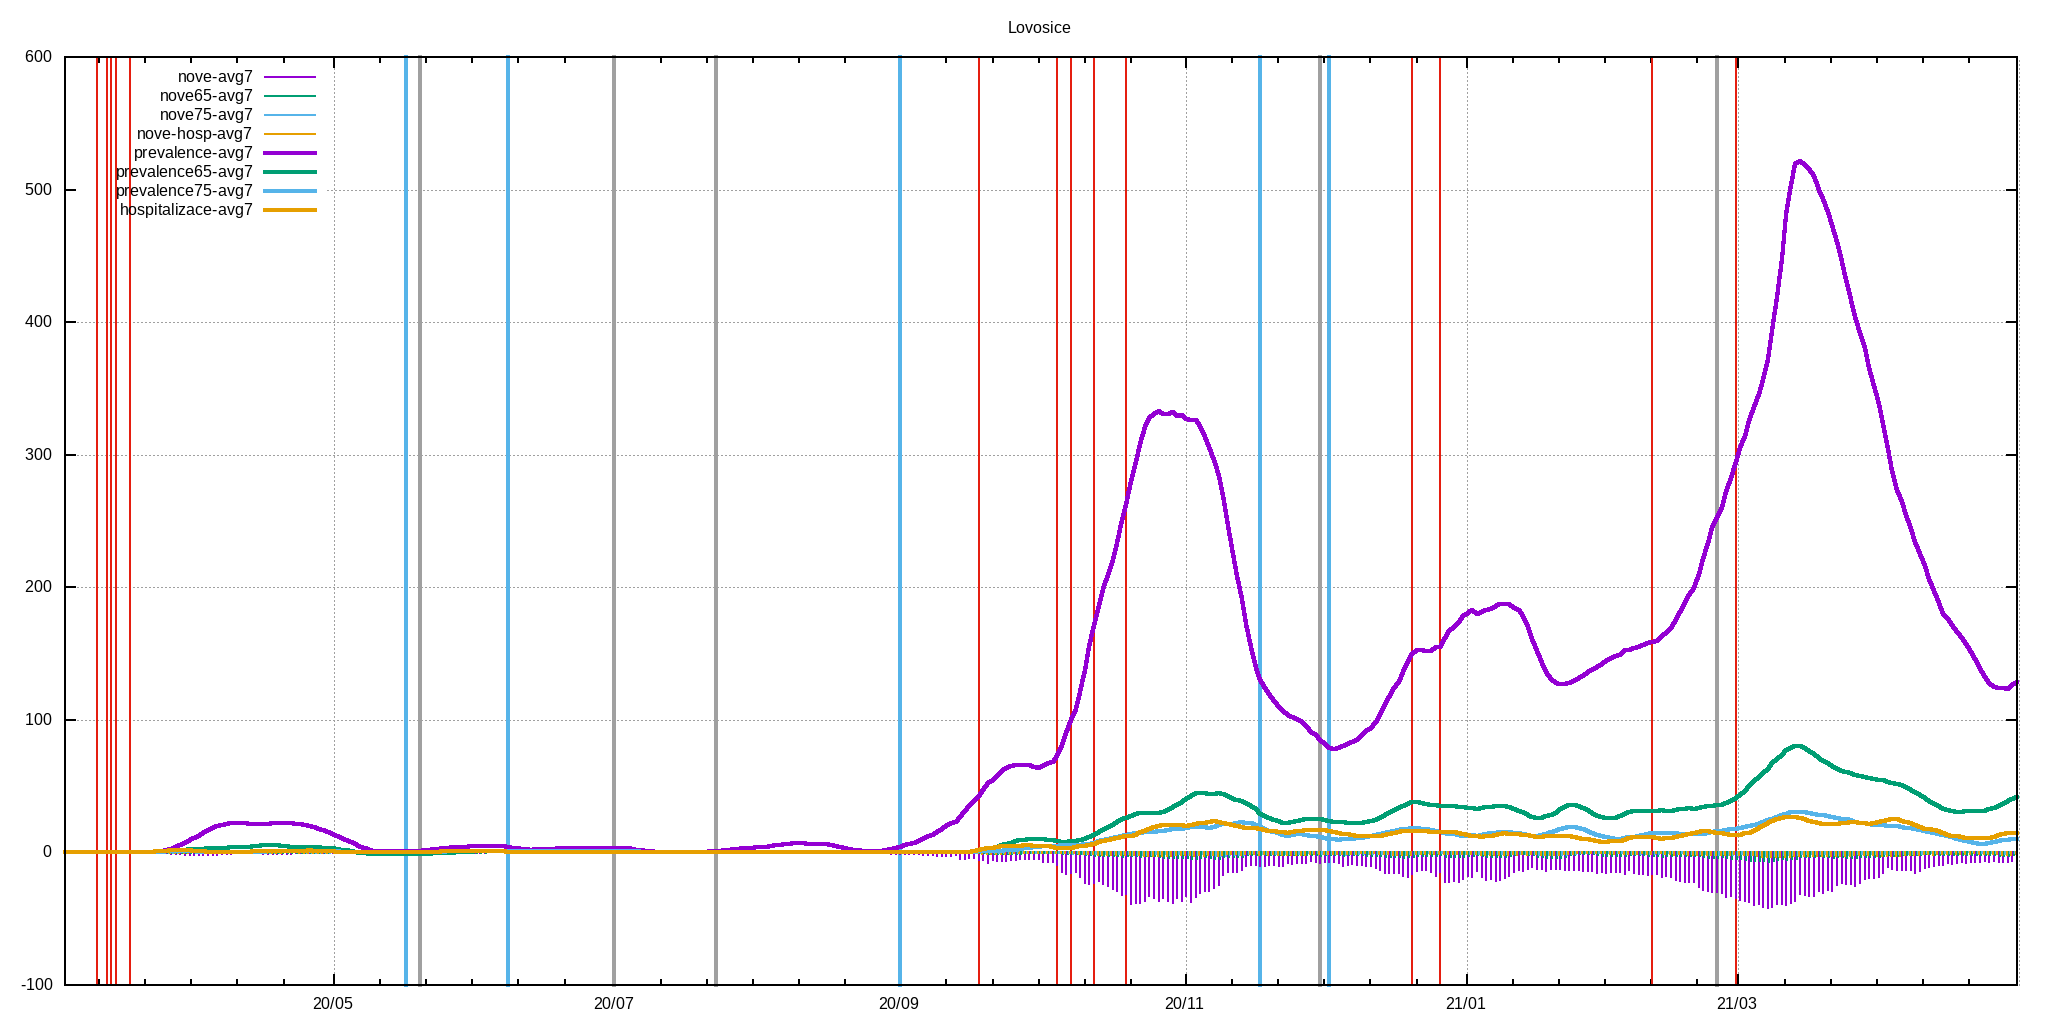 Lovosice
600
500
400
300
200
100
0
-100
nove-avg7
nove65-avg7
nove75-avg7
nove-hosp-avg7
prevalence-avg7
prevalence65-avg7
prevalence75-avg7
hospitalizace-avg7
20/05 20/07 20/09 20/11 21/01 21/03